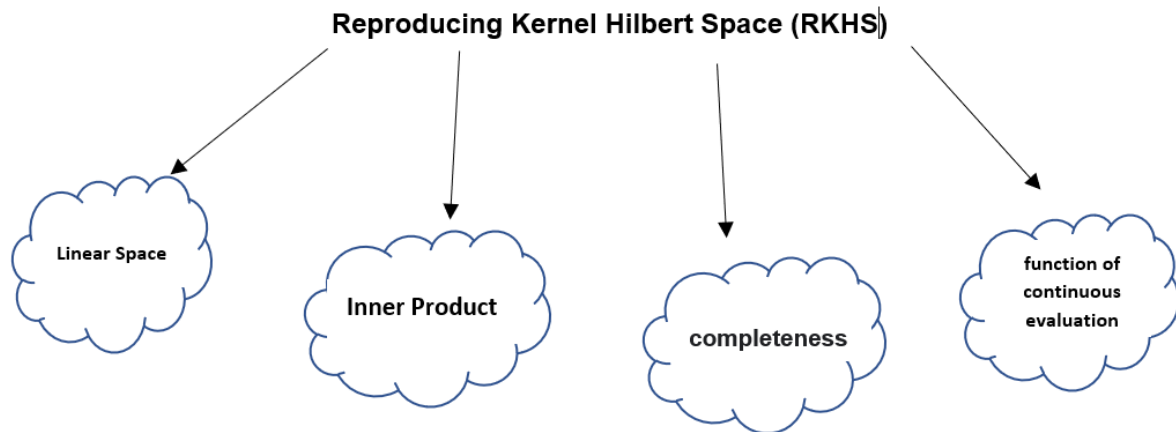 Reproducing Kernel Hilbert Space (RKHS)
Linear Space
Inner Product
completeness
function of
continuous
evaluation